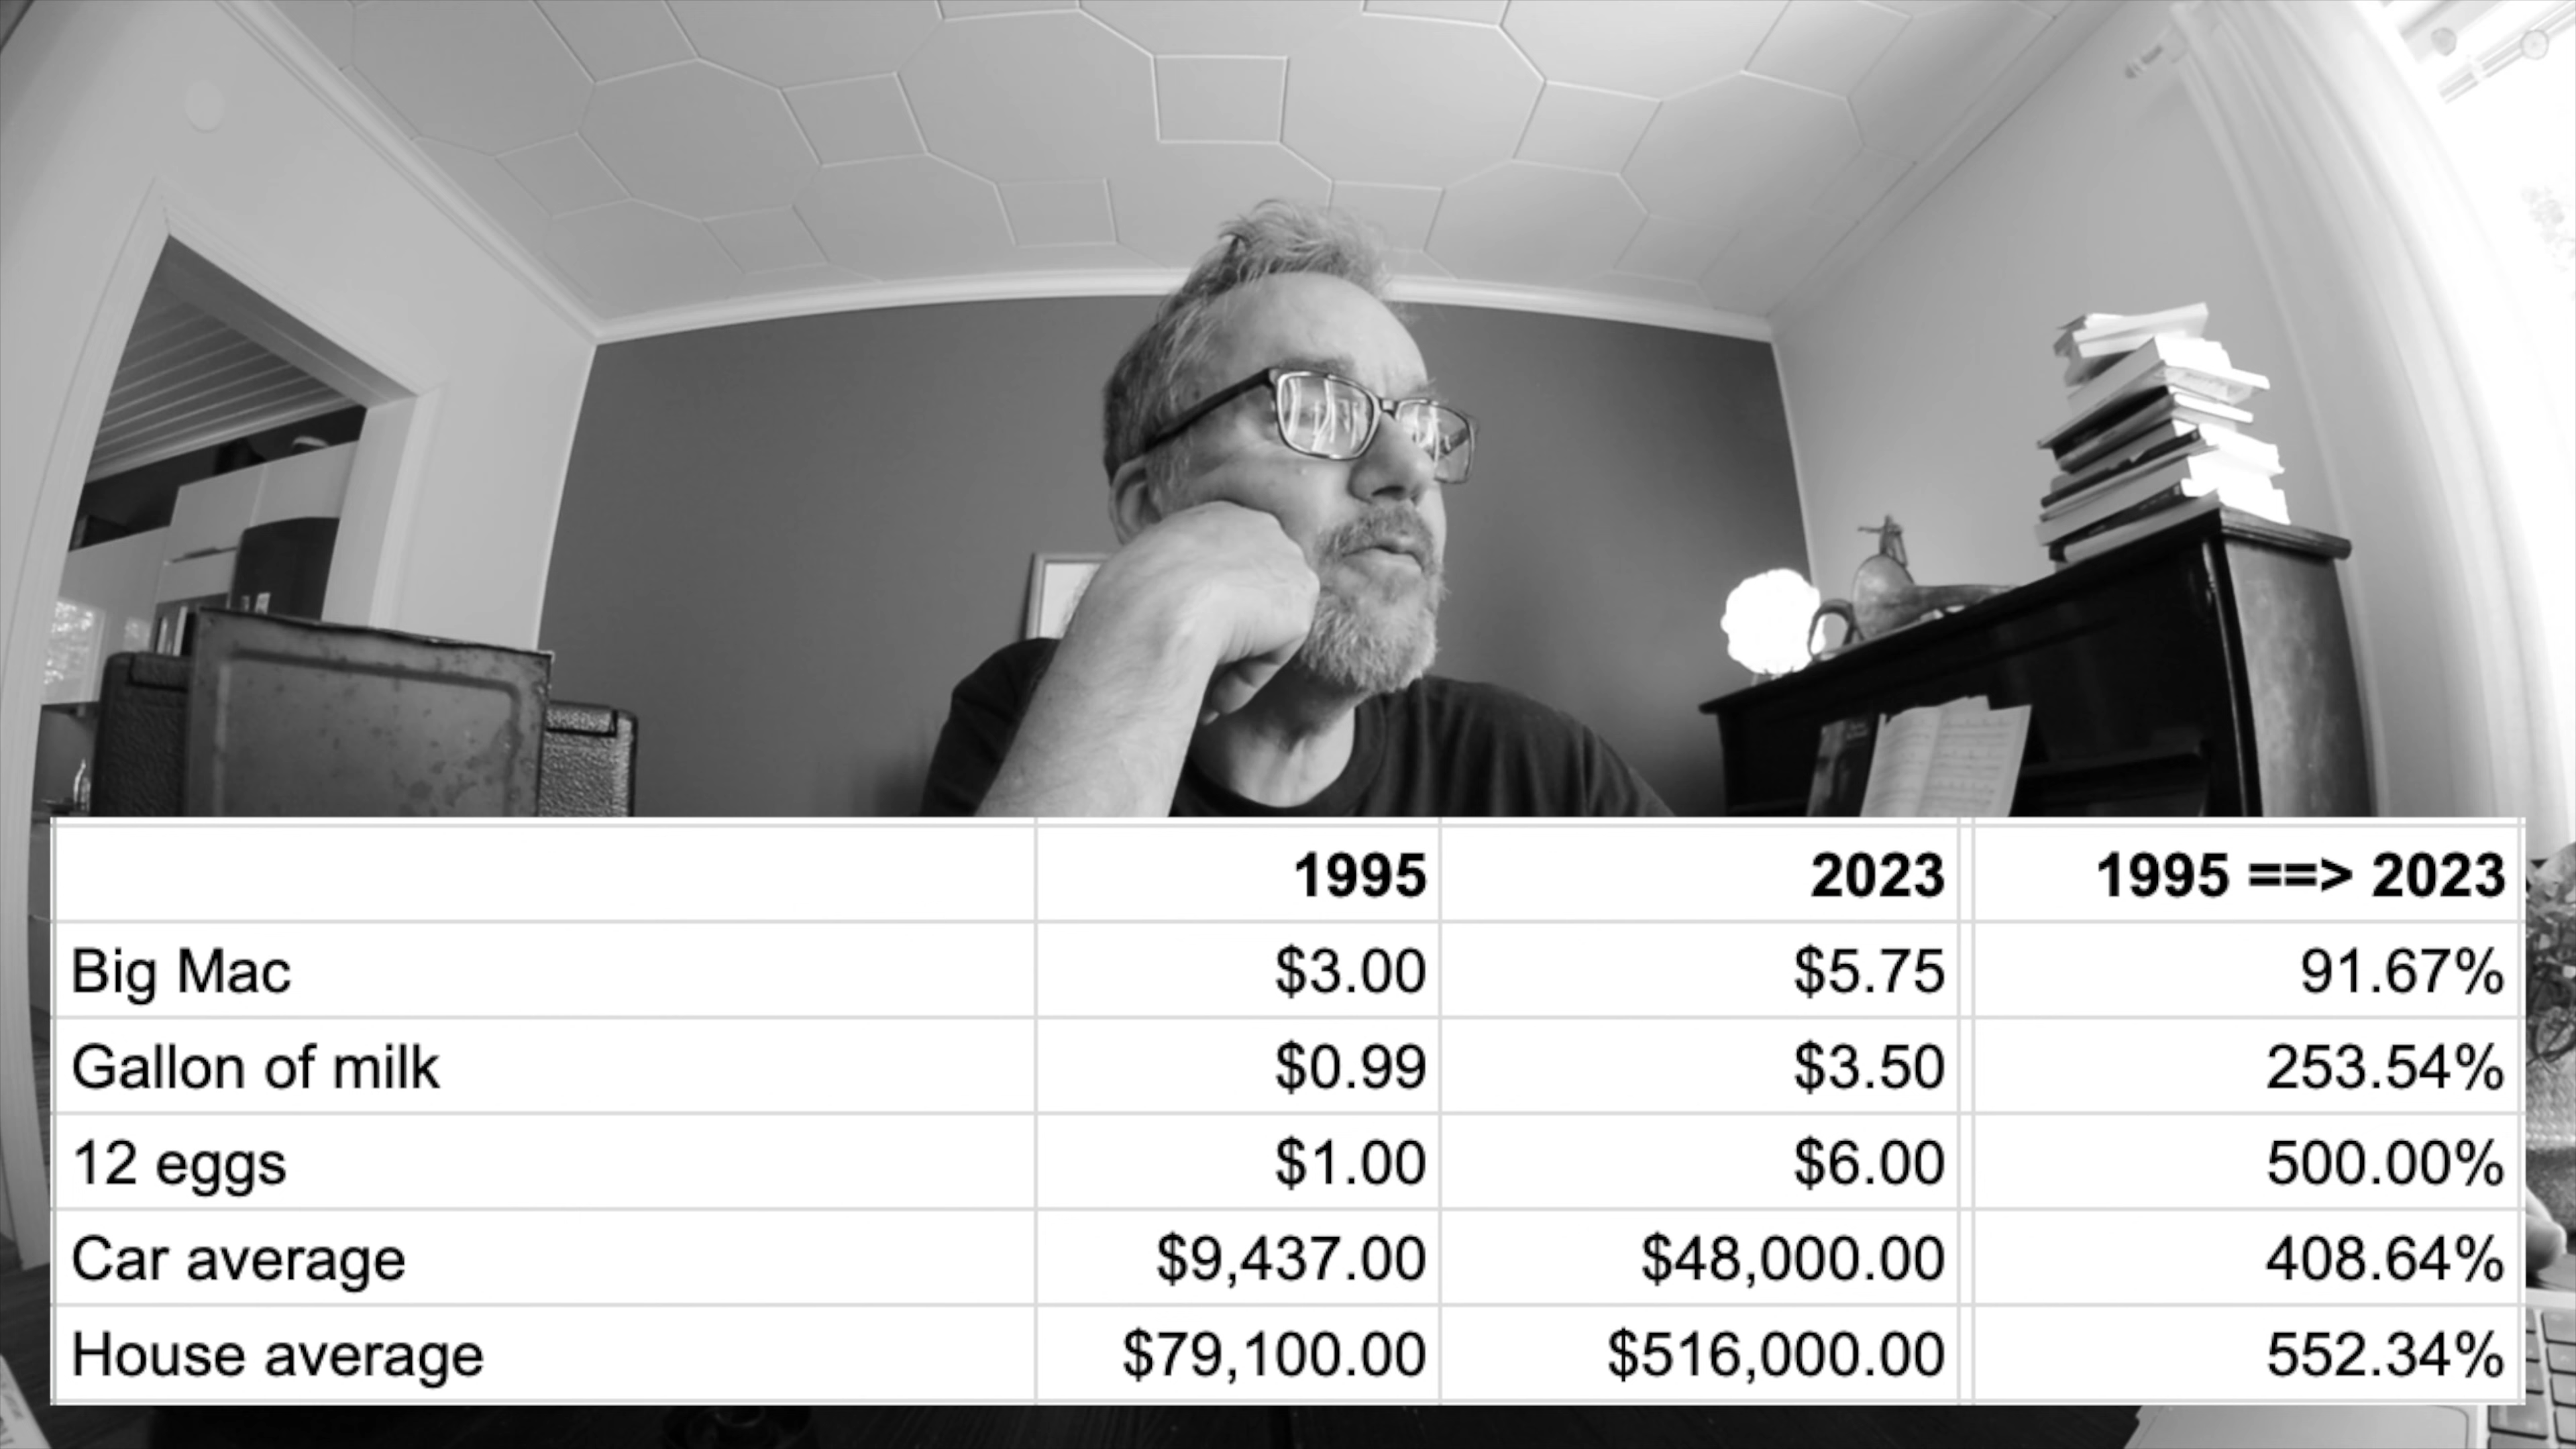 1995 2023 1995 ==> 2023
Big Mac $3.00 $5.75 91.67%
Gallon of milk $0.99 $3.50 253.54%
12 eggs $1.00 $6.00 500.00%
Car average $9,437.00 $48,000.00 408.64%
House average $79,100.00 $516,000.00 552.34%